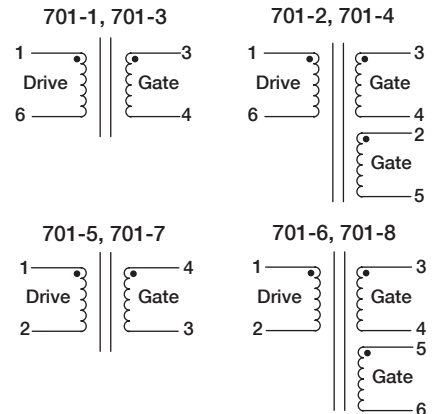 701-1, 701-3
1 3
Drive Gate
6 4
701-2, 701-4
1 3
Drive Gate
6 4
2
Gate
5
701-5, 701-7
1 4
Drive Gate
2 3
701-6, 701-8
1 3
Drive Gate
2 4
5
Gate
6